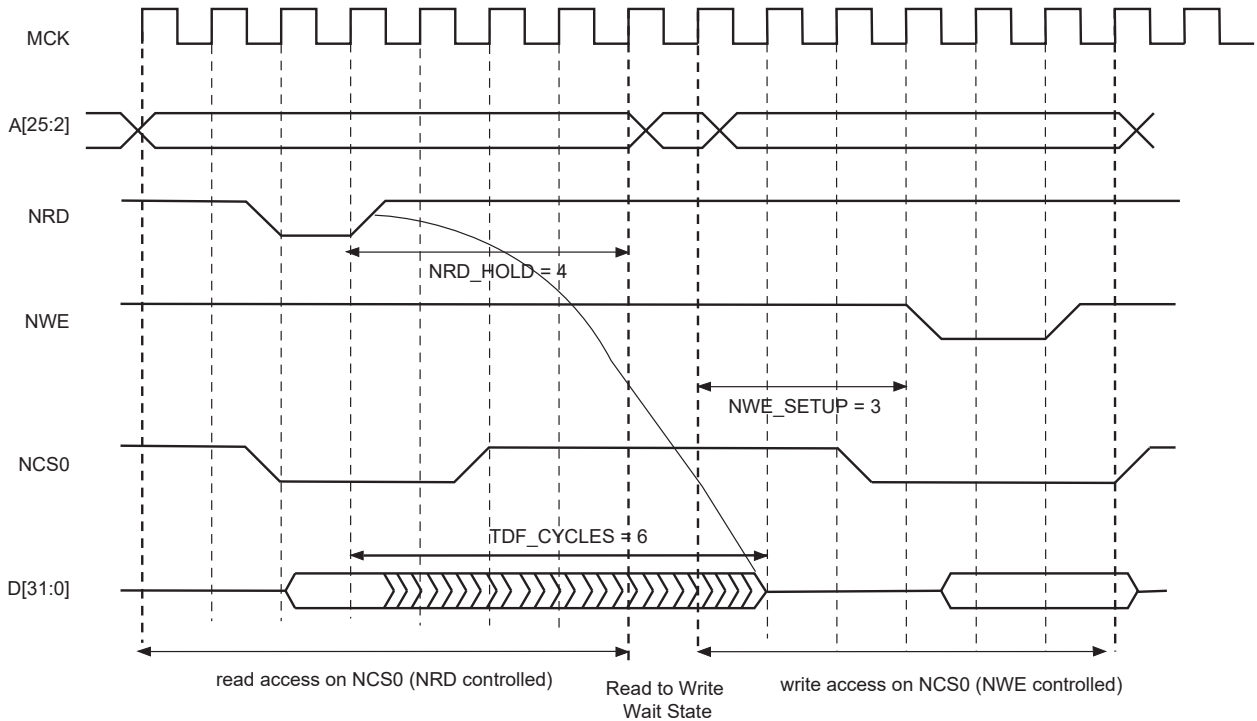 MCK
A[25:2]
NRD
NRD_HOLD = 4
NWE
NWE_SETUP = 3
NCS0
TDF_CYCLES = 6
D[31:0]
read access on NCS0 (NRD controlled)
Read to Write
Wait State
write access on NCS0 (NWE controlled)